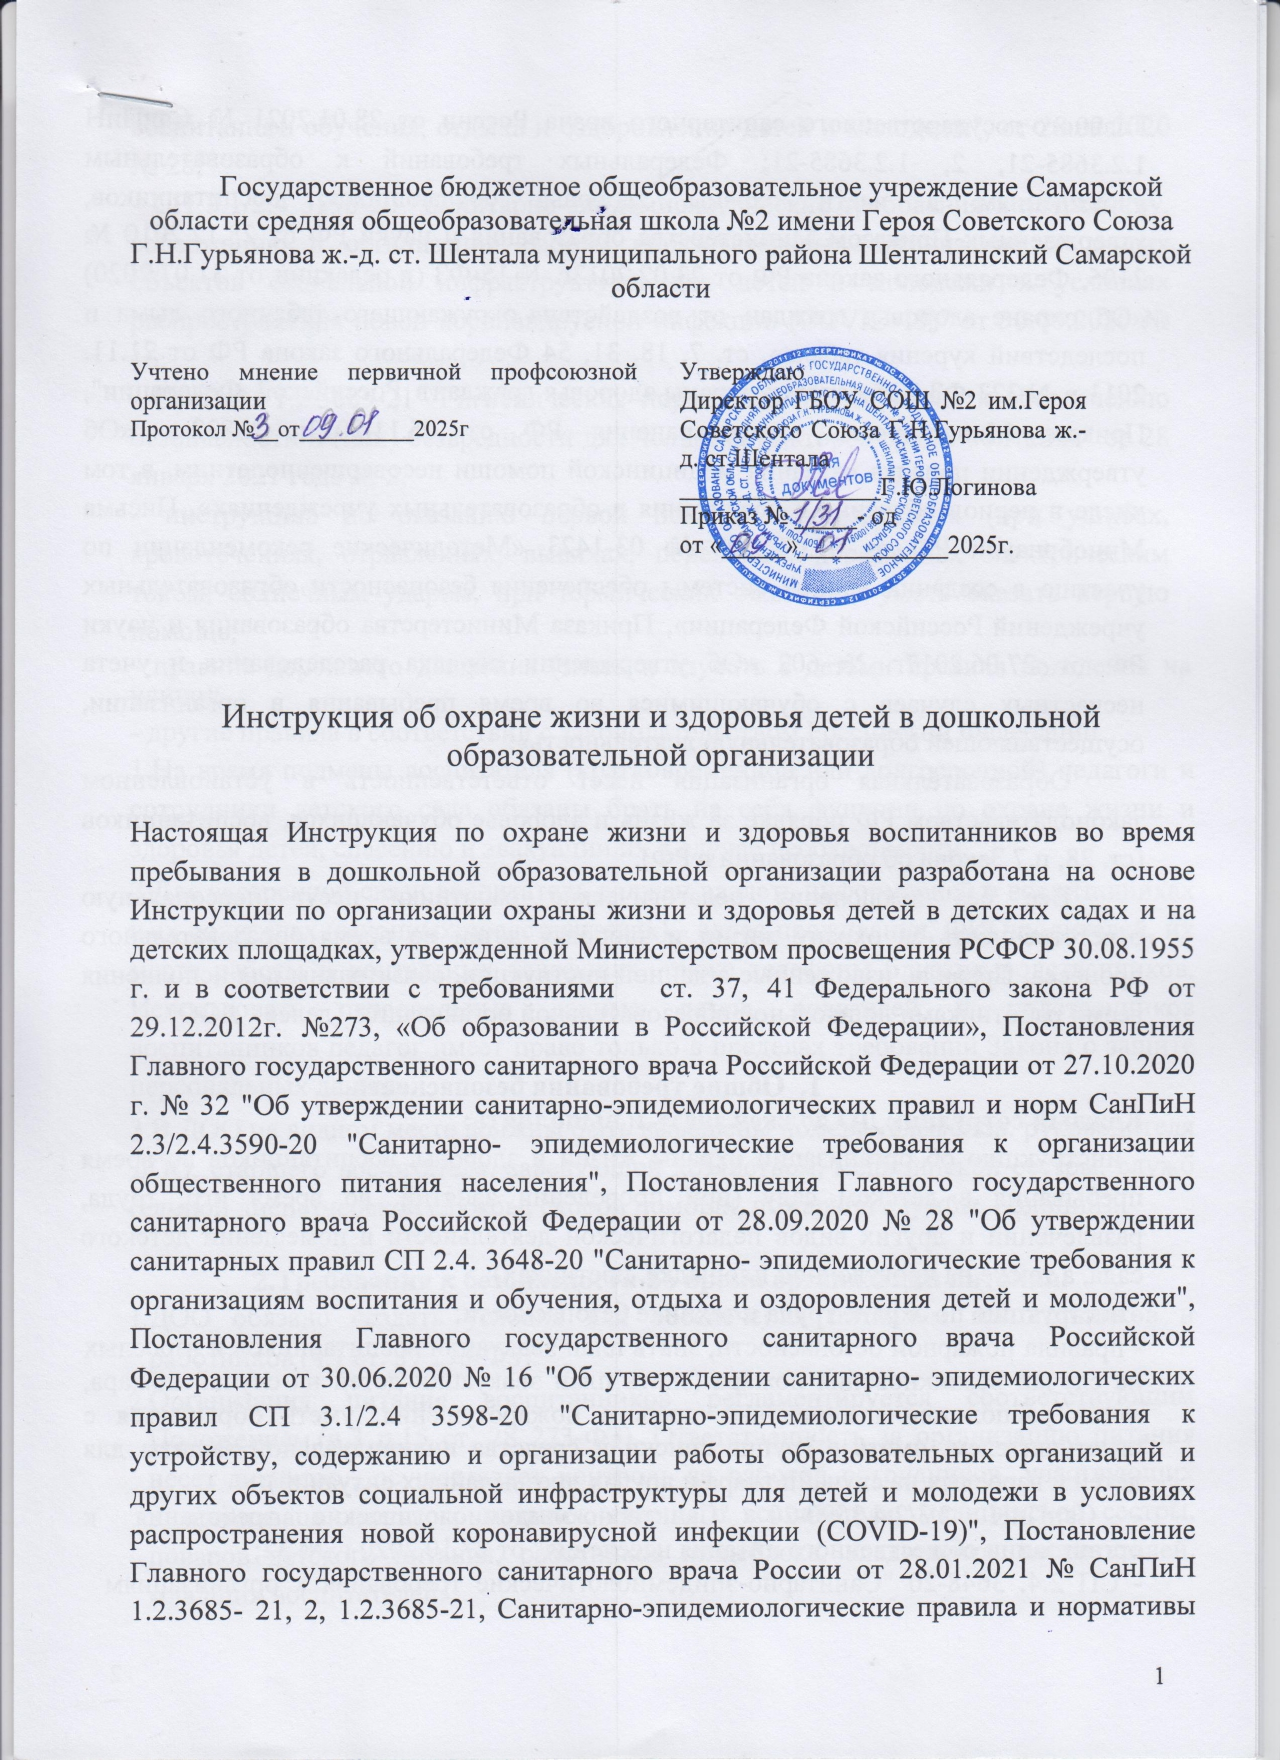 Государственное бюджетное общеобразовательное учреждение Самарской
области средняя общеобразовательная школа №2 имени Героя Советского Союза
Г.Н.Гурьянова ж.-д. ст. Шентала муниципального района Шенталинский Самарской
области
Учтено мнение первичной профсоюзной
организации
Протокол № 3 от 09.01 2025г
Утверждаю
Директор ГБОУ СОШ №2 им.Героя
Советского Союза Г.Н.Гурьянова ж.-
д. ст.Шентала
Г.Ю.Логинова
Приказ № 1/31 - од
от « 09 » 01 2025г.
Для
документов
Инструкция об охране жизни и здоровья детей в дошкольной
образовательной организации
Настоящая Инструкция по охране жизни и здоровья воспитанников во время
пребывания в дошкольной образовательной организации разработана на основе
Инструкции по организации охраны жизни и здоровья детей в детских садах и на
детских площадках, утвержденной Министерством просвещения РСФСР 30.08.1955
г. и в соответствии с требованиями ст. 37, 41 Федерального закона РФ от
29.12.2012г. №273, «Об образовании в Российской Федерации», Постановления
Главного государственного санитарного врача Российской Федерации от 27.10.2020
г. № 32 "Об утверждении санитарно-эпидемиологических правил и норм СанПиН
2.3/2.4.3590-20 "Санитарно- эпидемиологические требования к организации
общественного питания населения", Постановления Главного государственного
санитарного врача Российской Федерации от 28.09.2020 № 28 "Об утверждении
санитарных правил СП 2.4. 3648-20 "Санитарно- эпидемиологические требования к
организациям воспитания и обучения, отдыха и оздоровления детей и молодежи",
Постановления Главного государственного санитарного врача Российской
Федерации от 30.06.2020 № 16 "Об утверждении санитарно- эпидемиологических
правил СП 3.1/2.4 3598-20 "Санитарно-эпидемиологические требования к
устройству, содержанию и организации работы образовательных организаций и
других объектов социальной инфраструктуры для детей и молодежи в условиях
распространения новой коронавирусной инфекции (COVID-19)", Постановление
Главного государственного санитарного врача России от 28.01.2021 № СанПиН
1.2.3685- 21, 2, 1.2.3685-21, Санитарно-эпидемиологические правила и нормативы
1